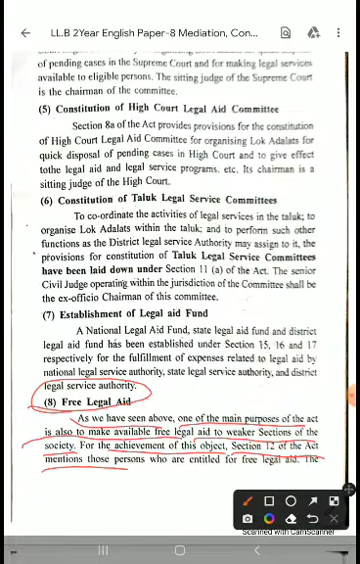 LL.B 2Year English Paper-8 Mediation, Con...
of pending cases in the Supreme Court and for making legal services
available to eligible persons. The sitting judge of the Supreme Court
is the chairman of the committee.
(5) Constitution of High Court Legal Aid Committee
Section 8a of the Act provides provisions for the constitution
of High Court Legal Aid Committee for organising Lok Adalats for
quick disposal of pending cases in High Court and to give effect
tothe legal aid and legal service programs, etc. Its chairman is a
sitting judge of the High Court.
(6) Constitution of Taluk Legal Service Committees
To co-ordinate the activities of legal services in the taluk; to
organise Lok Adalats within the taluk; and to perform such other
functions as the District legal service Authority may assign to it, the
provisions for constitution of Taluk Legal Service Committees
have been laid down under Section 11 (a) of the Act. The senior
Civil Judge operating within the jurisdiction of the Committee shall be
the ex-officio Chairman of this committee.
(7) Establishment of Legal aid Fund
A National Legal Aid Fund, state legal aid fund and district
legal aid fund has been established under Section 15, 16 and 17
respectively for the fulfillment of expenses related to legal aid by
national legal service authority, state legal service authority, and district
legal service authority.
(8) Free Legal Aid
As we have seen above, one of the main purposes of the act
is also to make available free legal aid to weaker Sections of the
society. For the achievement of this object, Section 12 of the Act
mentions those persons who are entitled for free legal aid. The
Scanned with CamScanner